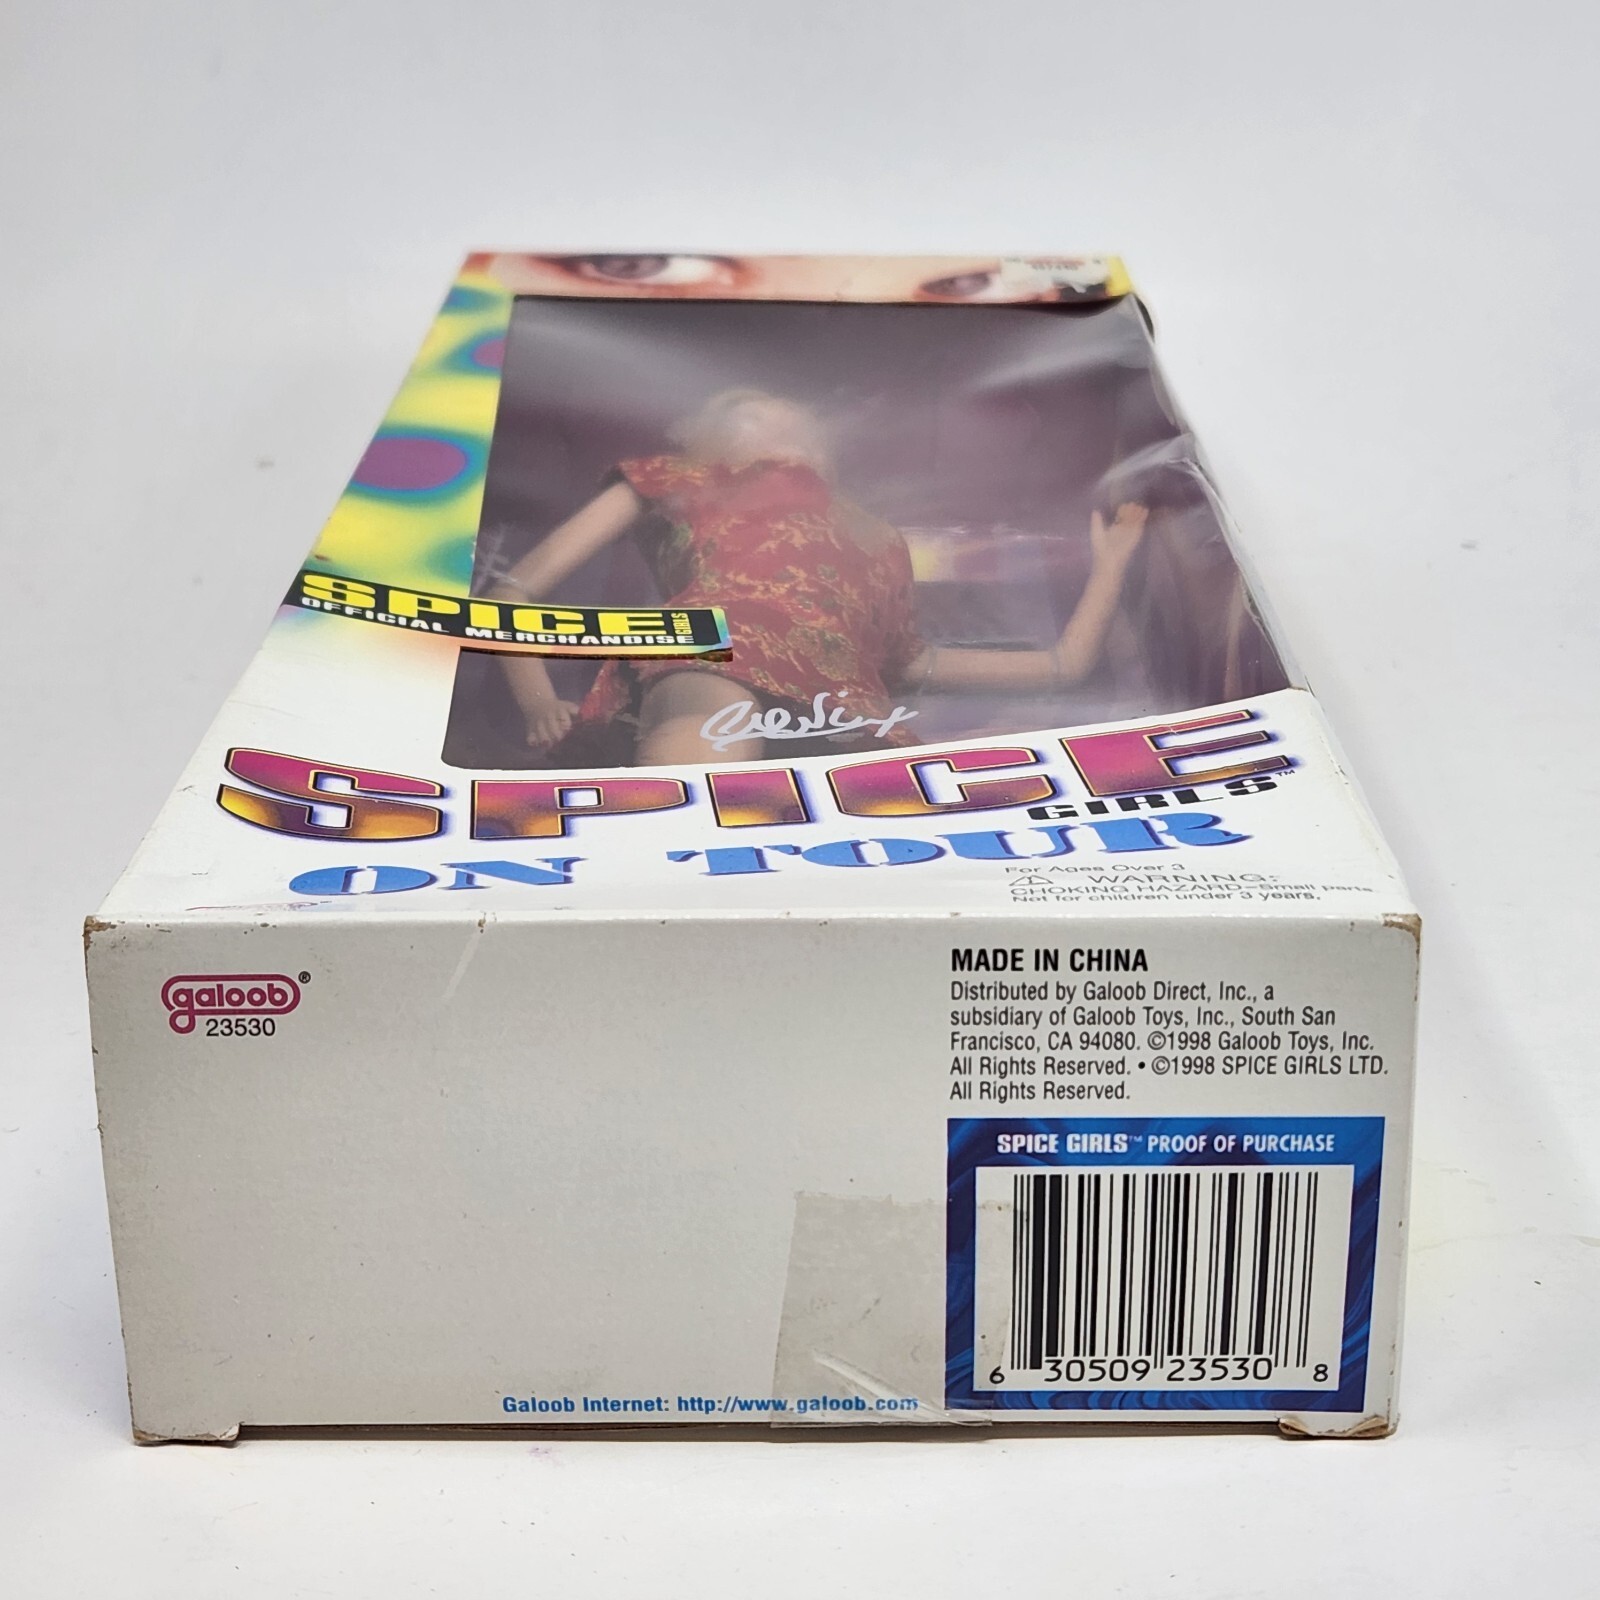 SPICE GIRLS
OFFICIAL MERCHANDISE
SPICE
GIRLS™
ON TOUR
For Ages Over 3
⚠ WARNING:
CHOKING HAZARD–Small parts.
Not for children under 3 years.
galoob®
23530
MADE IN CHINA
Distributed by Galoob Direct, Inc., a
subsidiary of Galoob Toys, Inc., South San
Francisco, CA 94080. ©1998 Galoob Toys, Inc.
All Rights Reserved. • ©1998 SPICE GIRLS LTD.
All Rights Reserved.
SPICE GIRLS™ PROOF OF PURCHASE
6 30509 23530 8
Galoob Internet: http://www.galoob.com